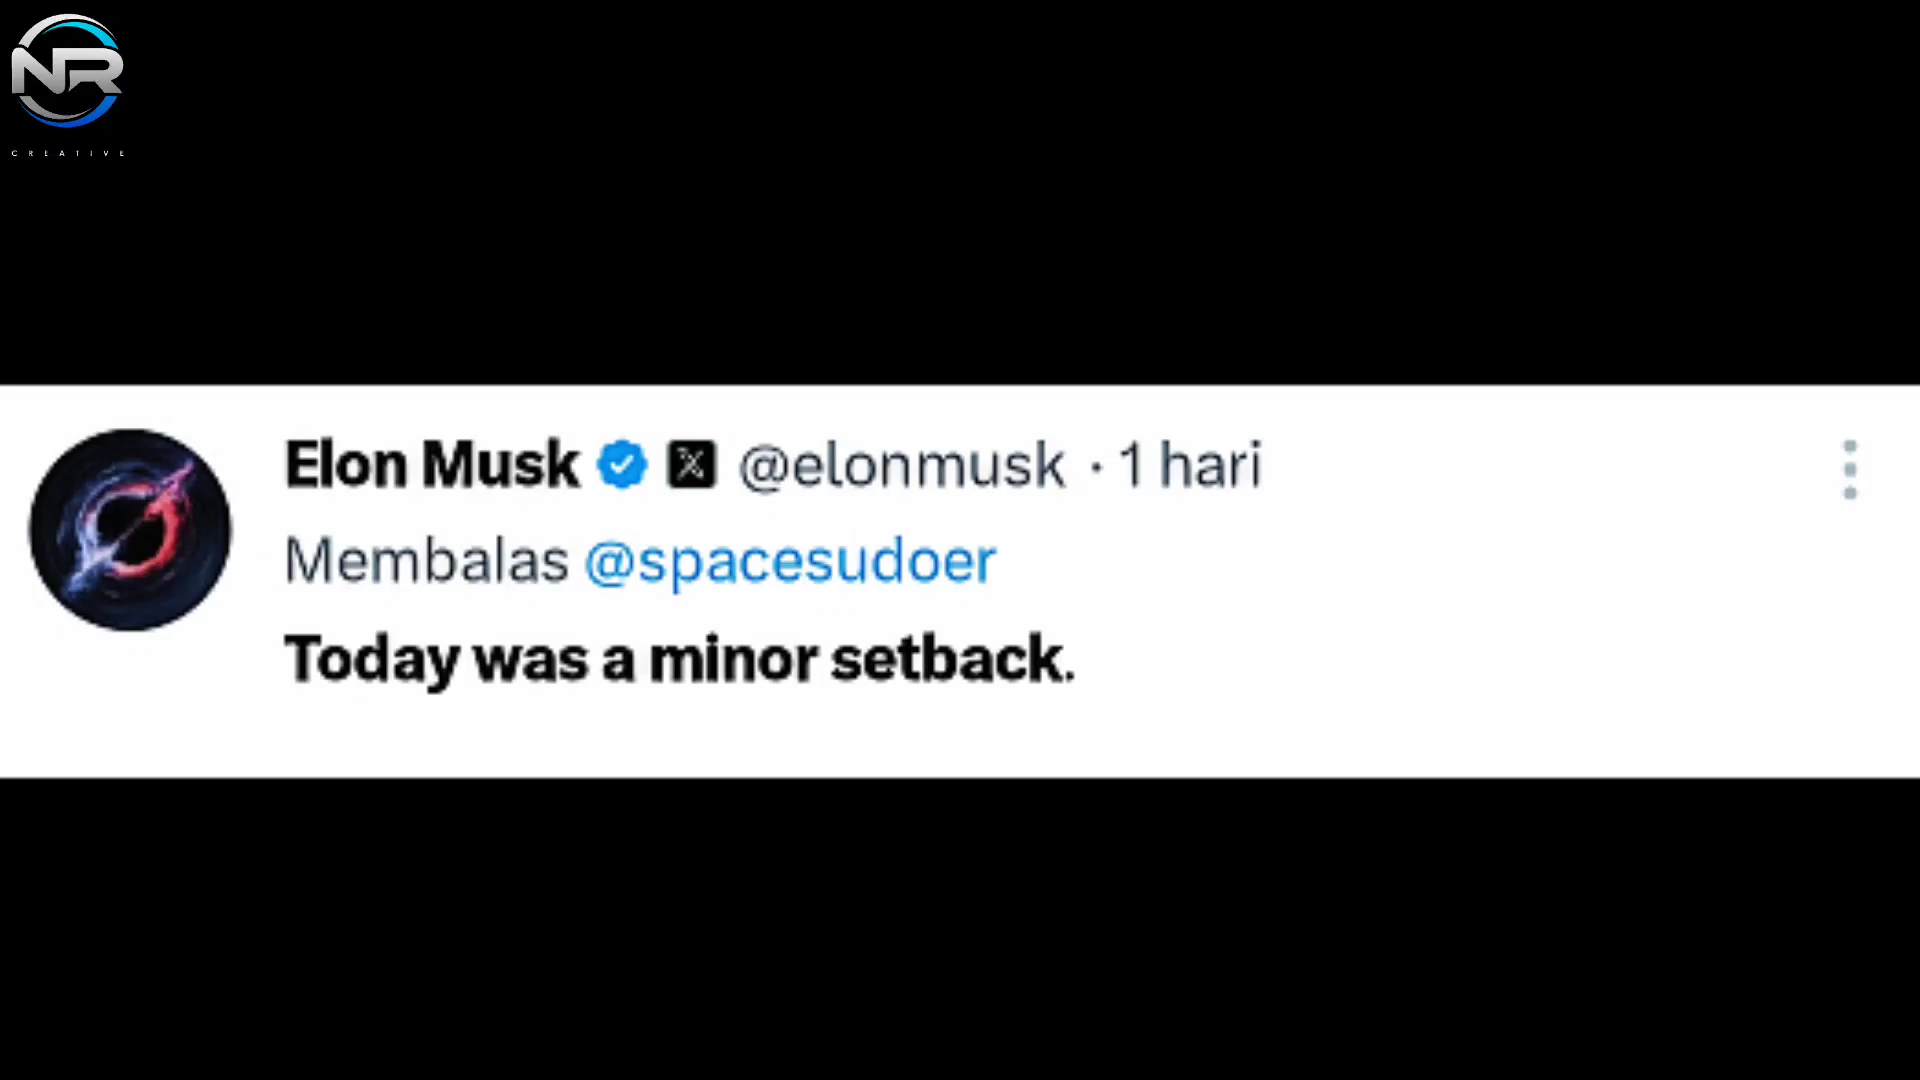 NR
CREATIVE
Elon Musk @elonmusk · 1 hari
Membalas @spacesudoer
Today was a minor setback.